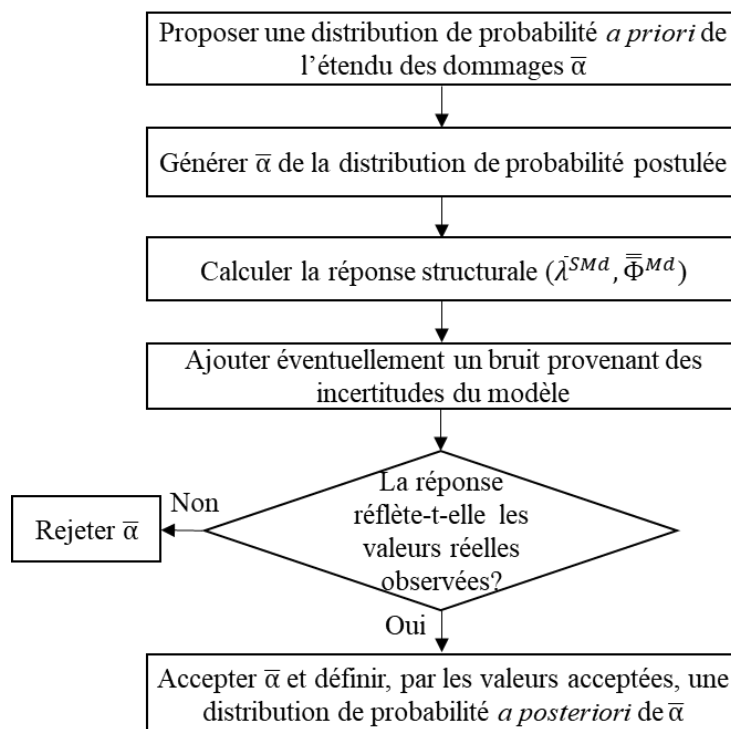 Proposer une distribution de probabilité a priori de
l'étendu des dommages α̅
Générer α̅ de la distribution de probabilité postulée
Calculer la réponse structurale (λ̄^SMd, Φ̿^Md)
Ajouter éventuellement un bruit provenant des
incertitudes du modèle
La réponse
réflète-t-elle les
valeurs réelles
observées?
Non
Rejeter α̅
Oui
Accepter α̅ et définir, par les valeurs acceptées, une
distribution de probabilité a posteriori de α̅